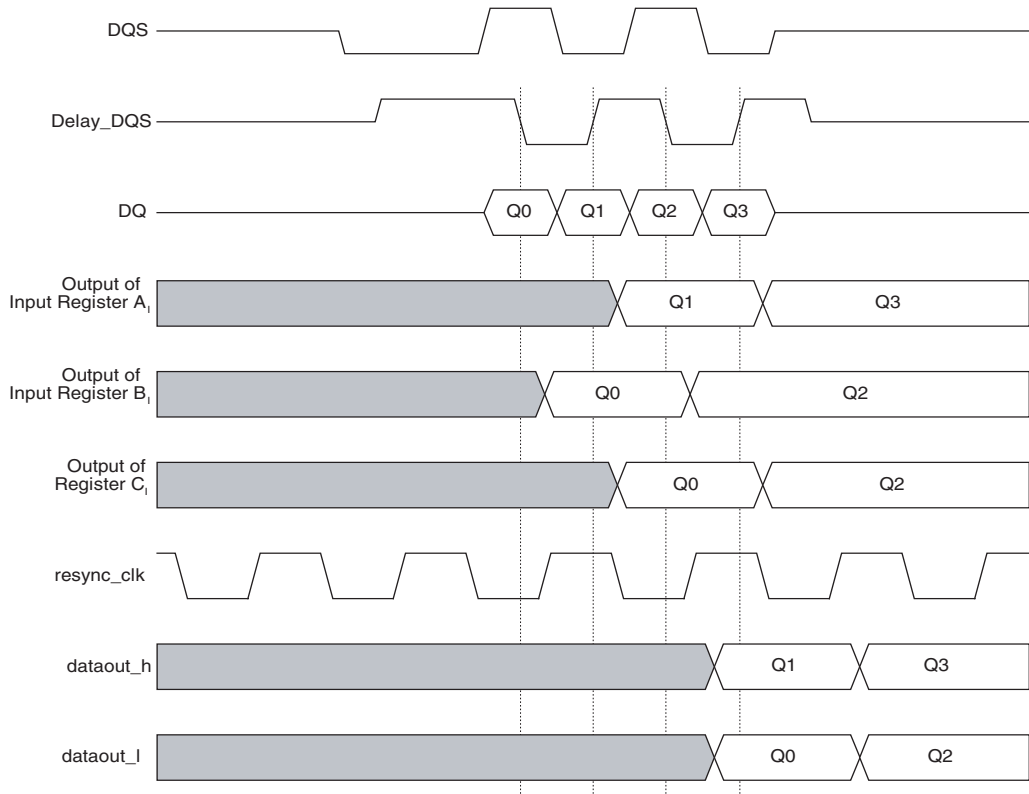 DQS
Delay_DQS
DQ
Q0 Q1 Q2 Q3
Output of
Input Register A_I
Q1 Q3
Output of
Input Register B_I
Q0 Q2
Output of
Register C_I
Q0 Q2
resync_clk
dataout_h
Q1 Q3
dataout_l
Q0 Q2